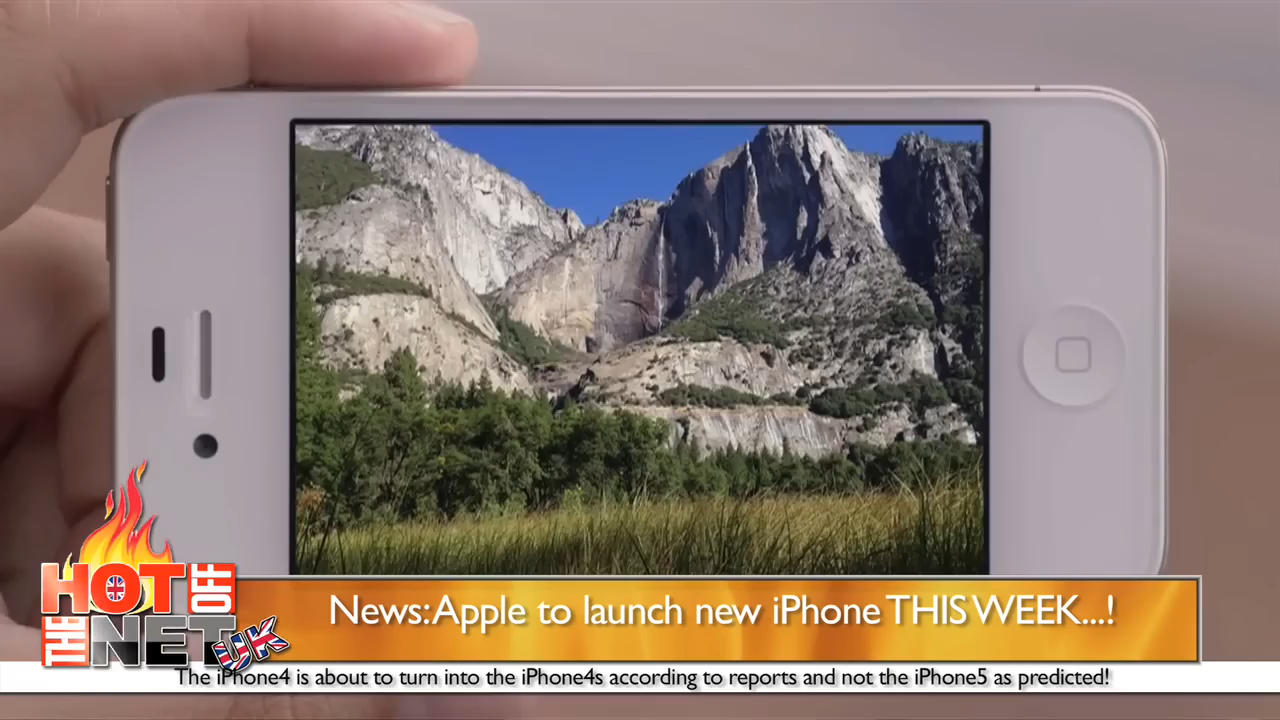 HOT OFF
THE NET
UK
News: Apple to launch new iPhone THIS WEEK...!
The iPhone4 is about to turn into the iPhone4s according to reports and not the iPhone5 as predicted!